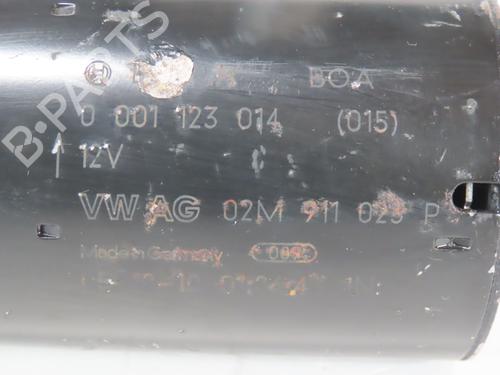 B-PARTS
BOA
0 001 123 014 (015)
12V
VW AG 02M 911 023 P
Made in Germany